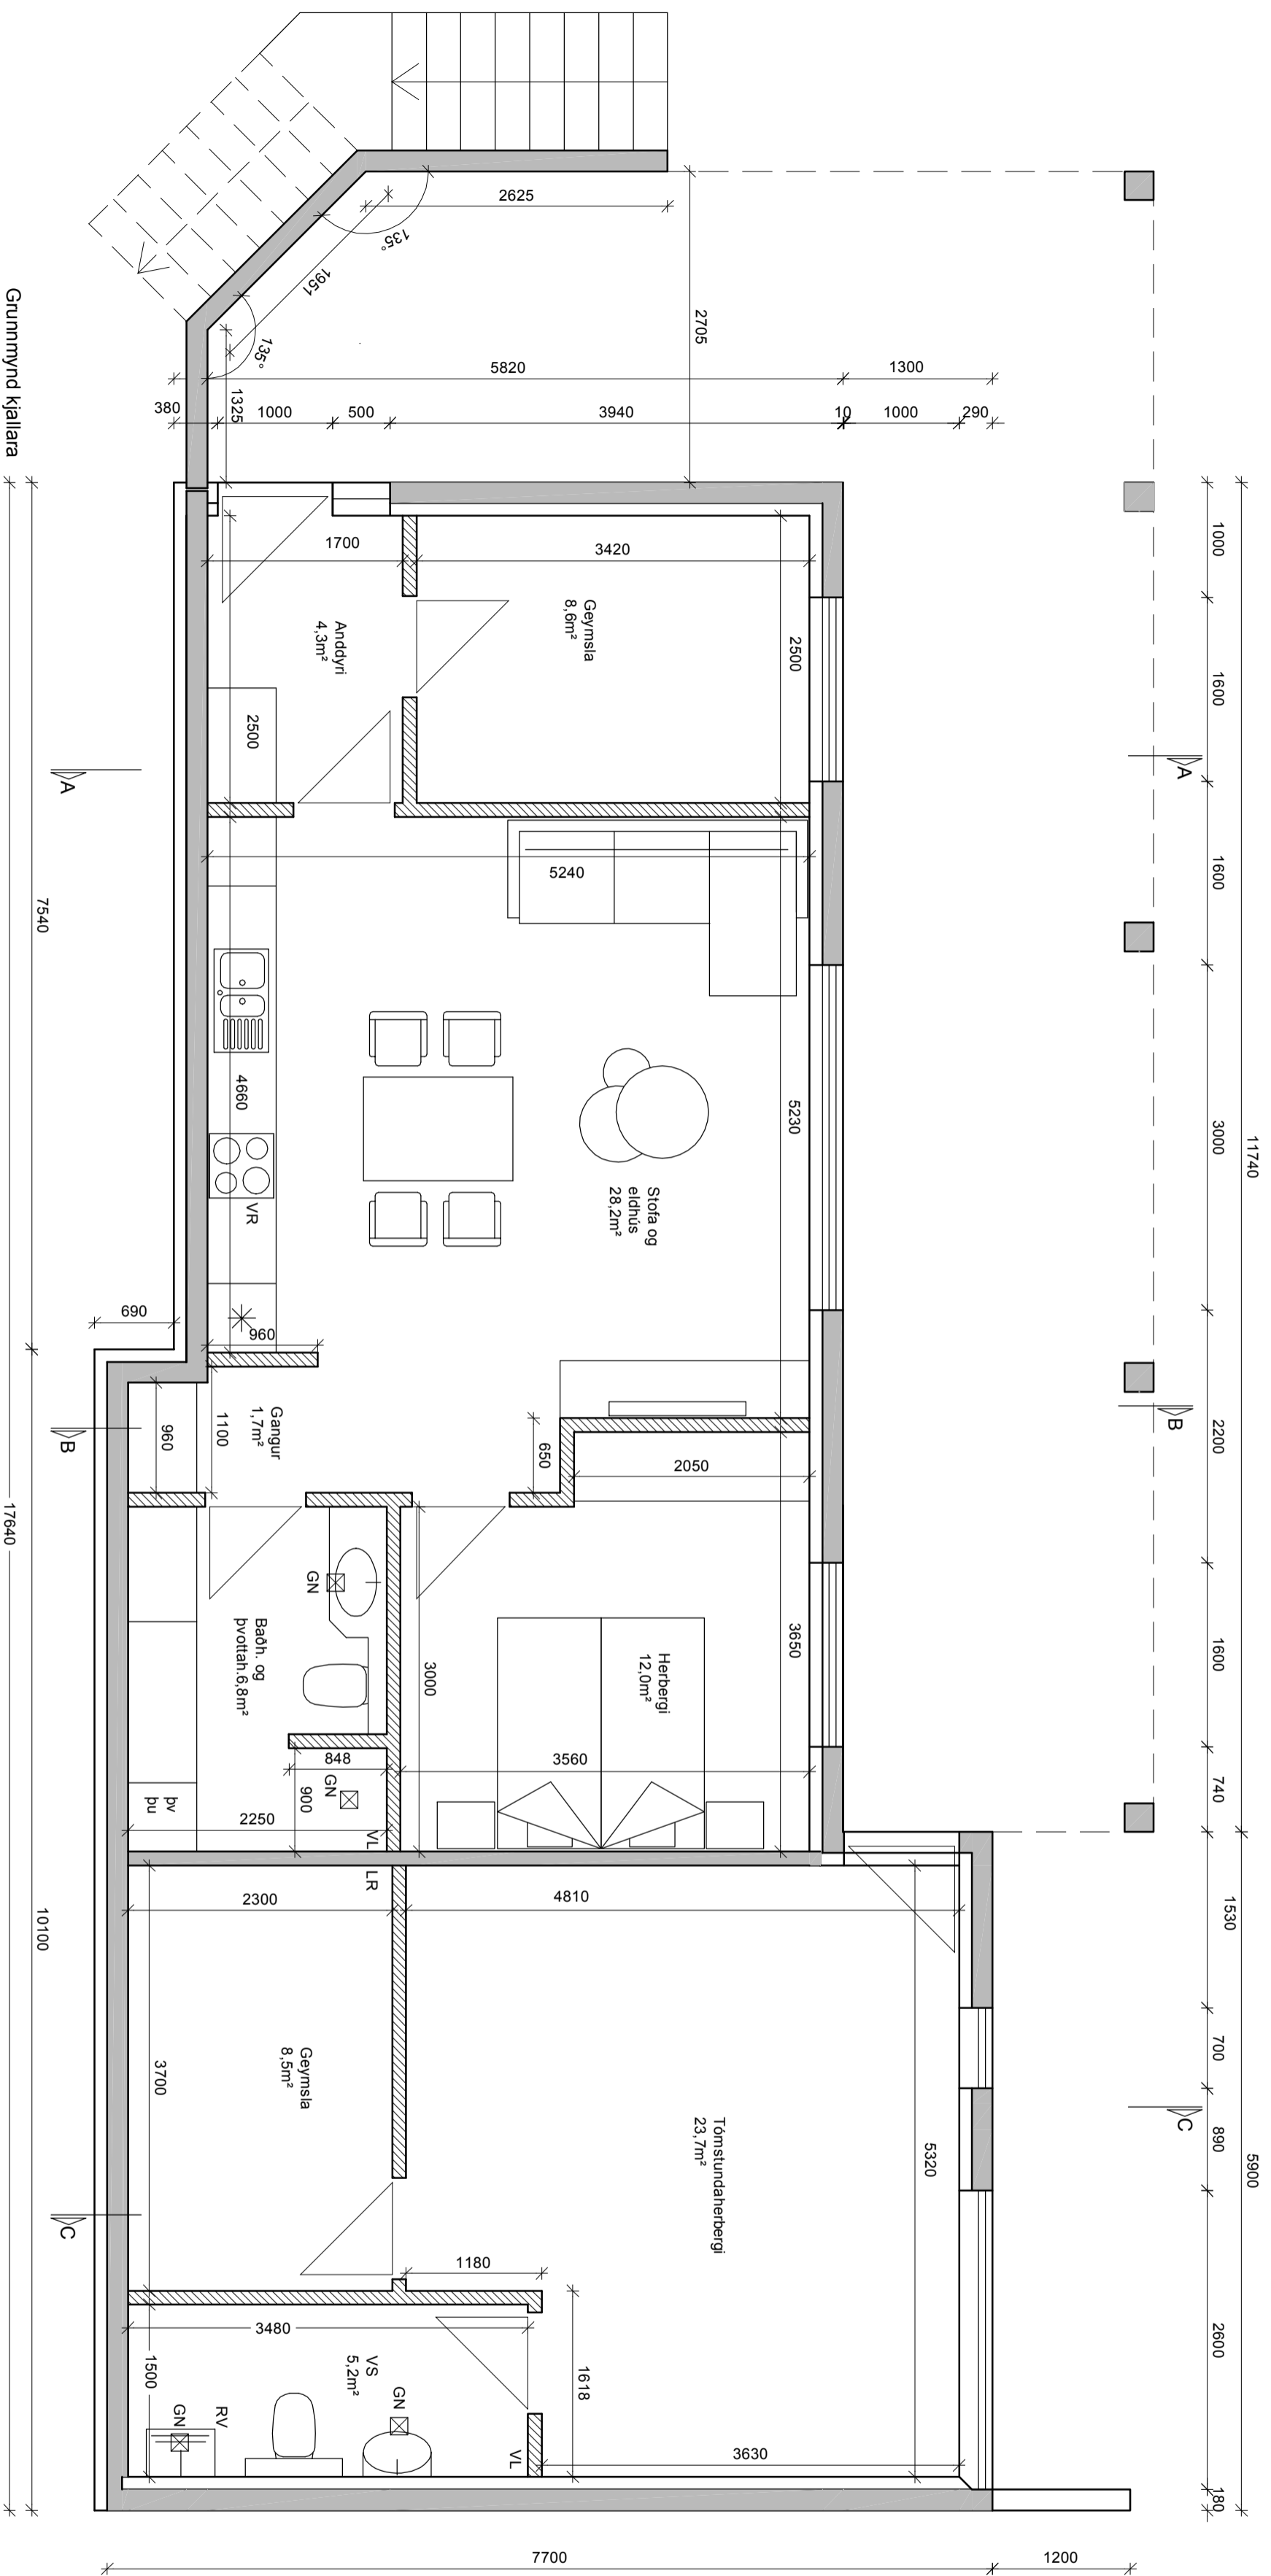 2625
135°
1951
135°
1325
2705
5820
1300
380
1000
500
3940
10
1000
290
Grunnmynd kjallara
7540
17640
10100
11740
5900
1000
1600
1600
3000
2200
1600
740
1530
700
890
2600
180
7700
1200
A
A
B
B
C
C
1700
3420
Geymsla
8,6m²
2500
Anddyri
4,3m²
2500
5240
4660
VR
5230
Stofa og
eldhús
28,2m²
690
960
Gangur
1,7m²
1100
960
650
2050
GN
Baðh. og
þvottah.6,8m²
3000
Herbergi
12,0m²
3650
3560
848
GN
900
2250
þv
þu
VL
LR
2300
4810
Geymsla
8,5m²
3700
Tómstundaherbergi
23,7m²
5320
1180
3480
VS
5,2m²
1618
1500
GN
RV
GN
VL
3630